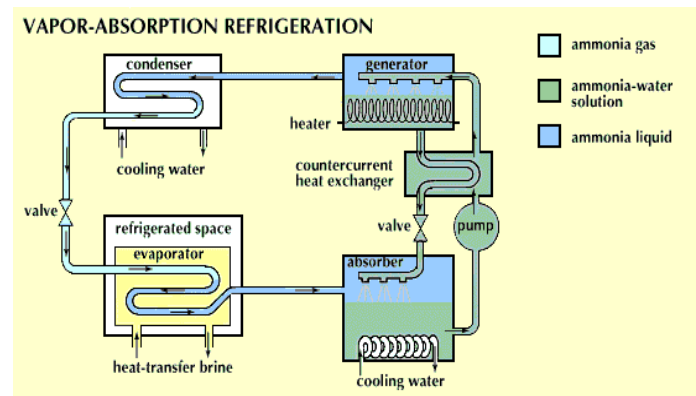 VAPOR-ABSORPTION REFRIGERATION
condenser
generator
ammonia gas
ammonia-water
solution
ammonia liquid
heater
cooling water
countercurrent
heat exchanger
valve
refrigerated space
evaporator
valve
pump
absorber
heat-transfer brine
cooling water